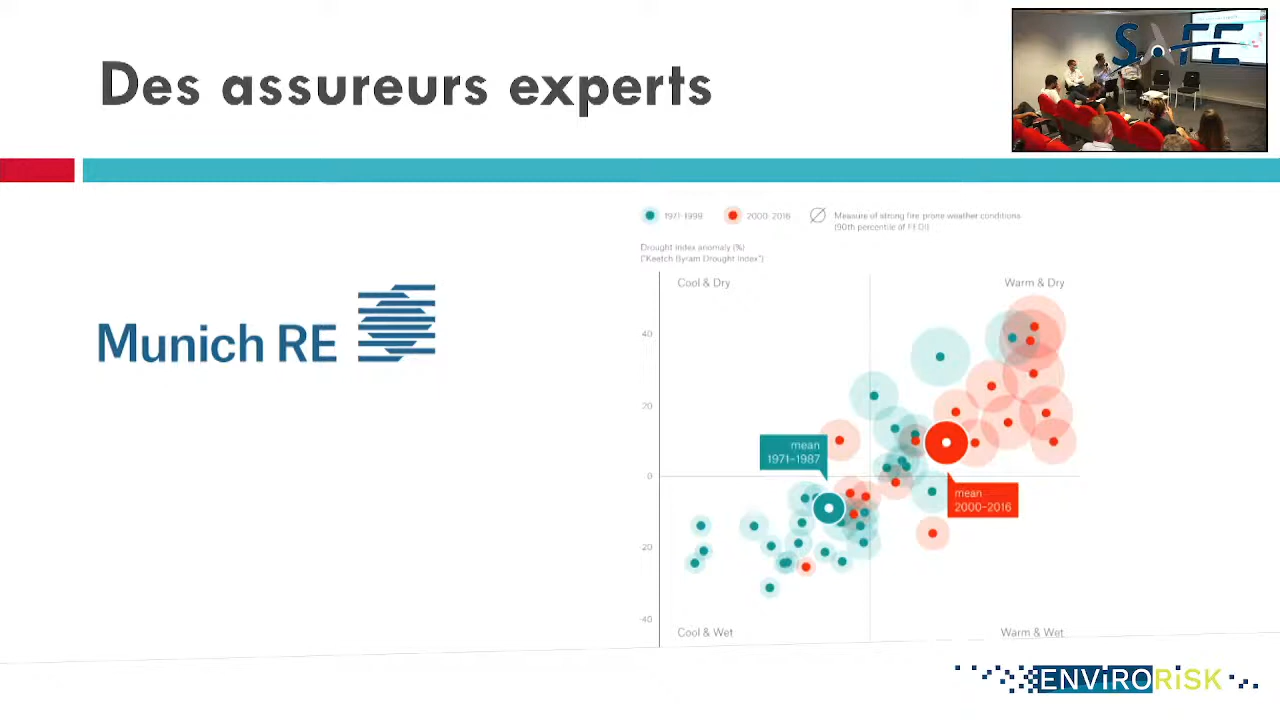 Des assureurs experts
SAFE
1971-1999
2000-2016
Measure of strong fire-prone weather conditions
(90th percentile of FFDI)
Drought Index anomaly (%)
("Keetch Byram Drought Index")
Cool & Dry
Warm & Dry
Munich RE
40
20
mean
1971-1987
0
mean
2000-2016
-20
-40
Cool & Wet
Warm & Wet
ENViRORiSK